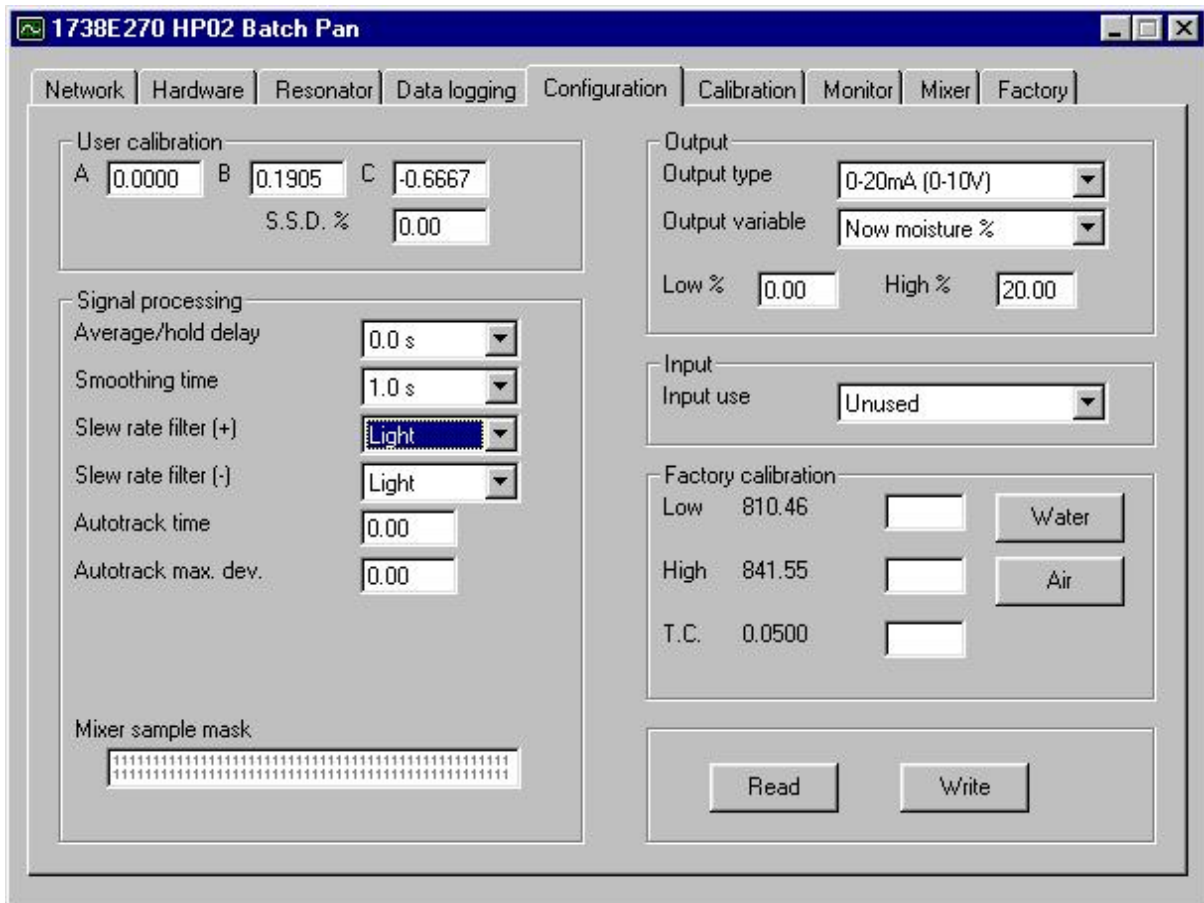 1738E270 HP02 Batch Pan
Network Hardware Resonator Data logging Configuration Calibration Monitor Mixer Factory
User calibration
A 0.0000 B 0.1905 C -0.6667
S.S.D. % 0.00
Signal processing
Average/hold delay 0.0 s
Smoothing time 1.0 s
Slew rate filter (+) Light
Slew rate filter (-) Light
Autotrack time 0.00
Autotrack max. dev. 0.00
Mixer sample mask
Output
Output type 0-20mA (0-10V)
Output variable Now moisture %
Low % 0.00 High % 20.00
Input
Input use Unused
Factory calibration
Low 810.46 Water
High 841.55 Air
T.C. 0.0500
Read Write